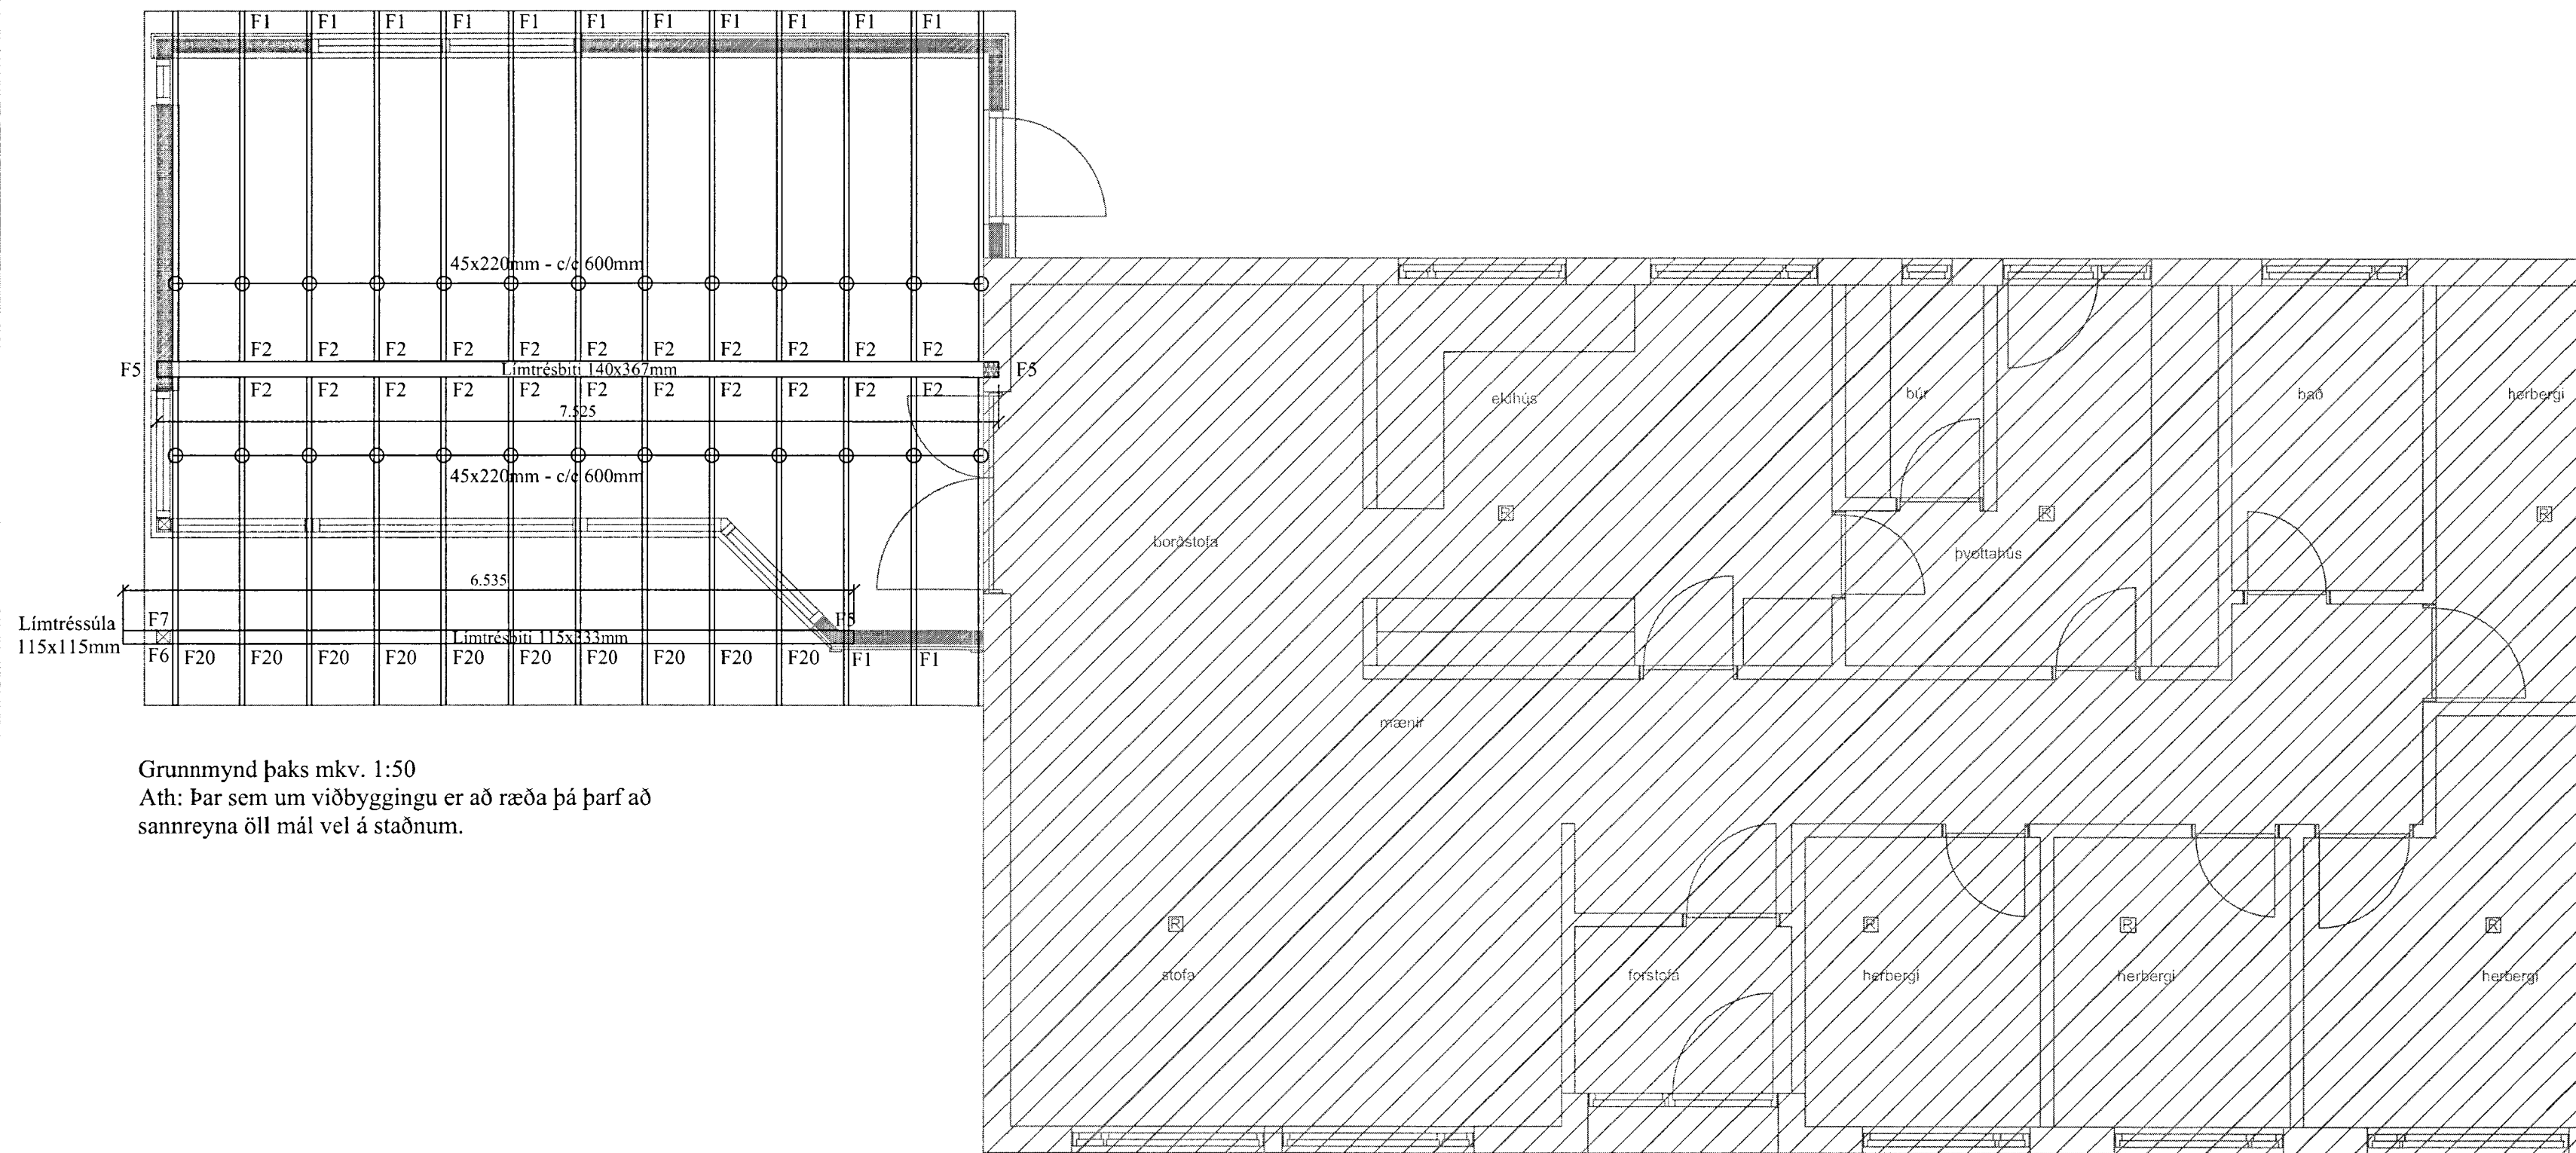 F1 F1 F1 F1 F1 F1 F1 F1 F1 F1 F1
45x220mm - c/c 600mm
F2 F2 F2 F2 F2 F2 F2 F2 F2 F2 F2
F5 Límtrésbiti 140x367mm F5
F2 F2 F2 F2 F2 F2 F2 F2 F2 F2 F2
7.525
45x220mm - c/c 600mm
6.535
Límtréssúla
115x115mm
F7
F5
Límtrésbiti 115x333mm
F6 F20 F20 F20 F20 F20 F20 F20 F20 F20 F20 F1 F1
Grunnmynd þaks mkv. 1:50
Ath: Þar sem um viðbyggingu er að ræða þá þarf að
sannreyna öll mál vel á staðnum.
eldhús
búr
bað
herbergi
R
R
R
borðstofa
þvottahús
mænir
R
R
R
R
stofa
forstofa
herbergi
herbergi
herbergi